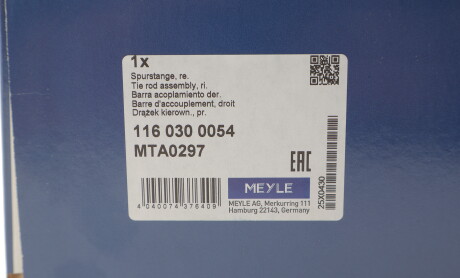 1x
Spurstange, re.
Tie rod assembly, ri.
Barra acoplamiento der.
Barre d'accouplement, droit
Drążek kierown., pr.
116 030 0054
MTA0297
EAC
MEYLE
MEYLE AG, Merkurring 111
Hamburg 22143, Germany
4 040074 376409
25X0430